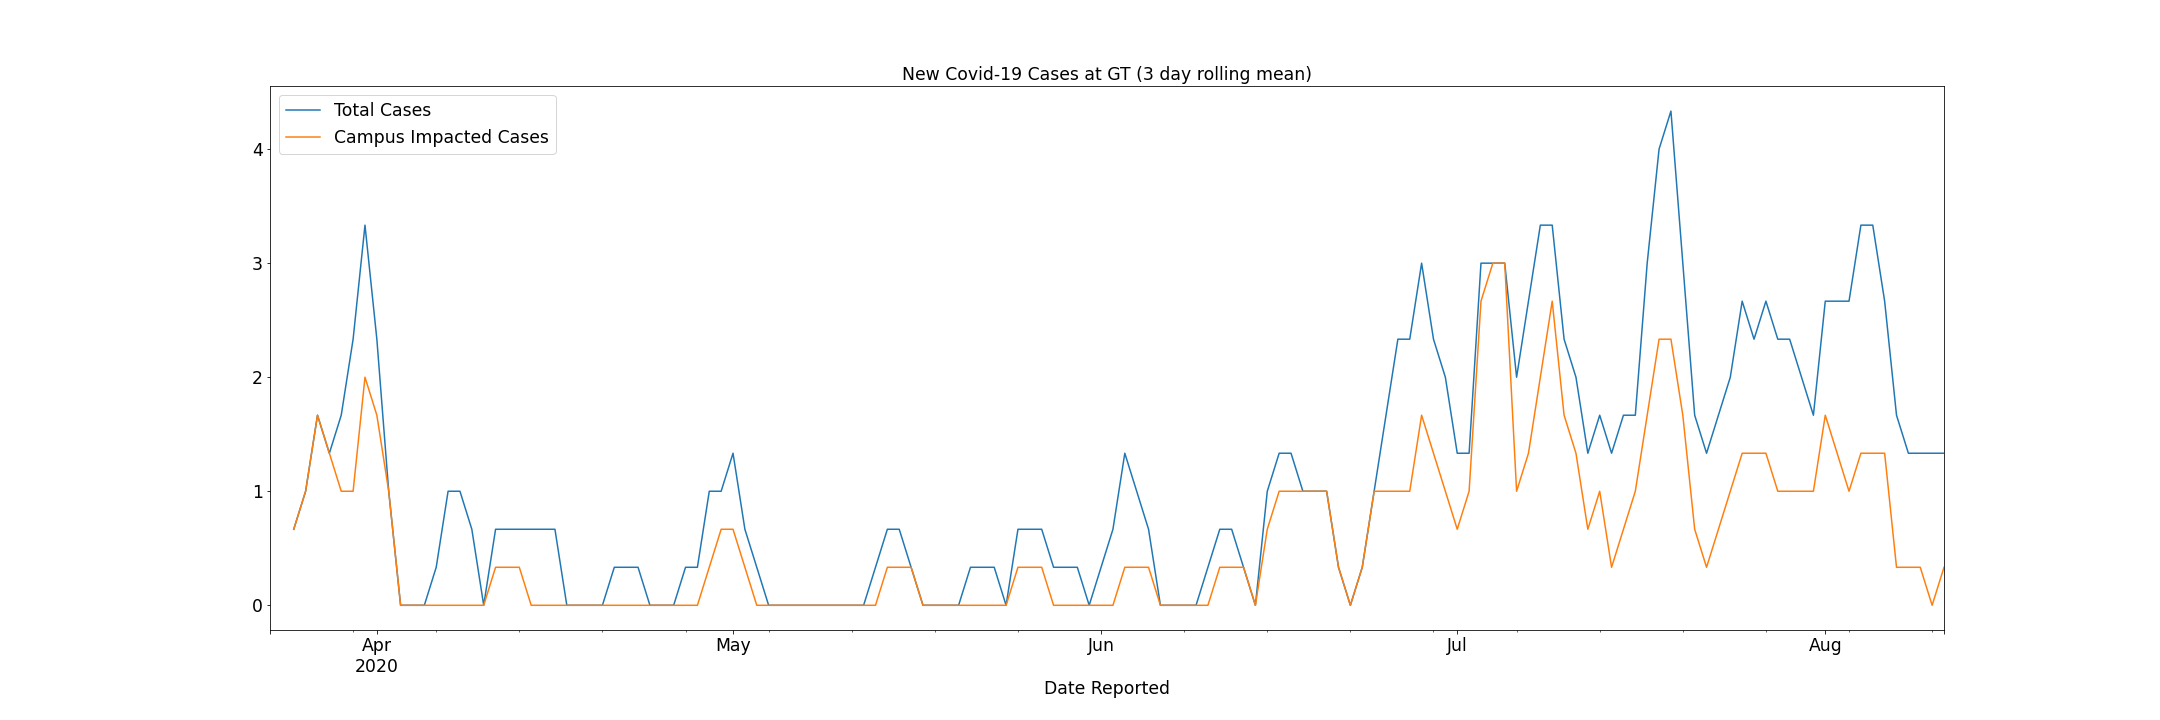 New Covid-19 Cases at GT (3 day rolling mean)
Total Cases
Campus Impacted Cases
4
3
2
1
0
Apr May Jun Jul Aug
2020
Date Reported